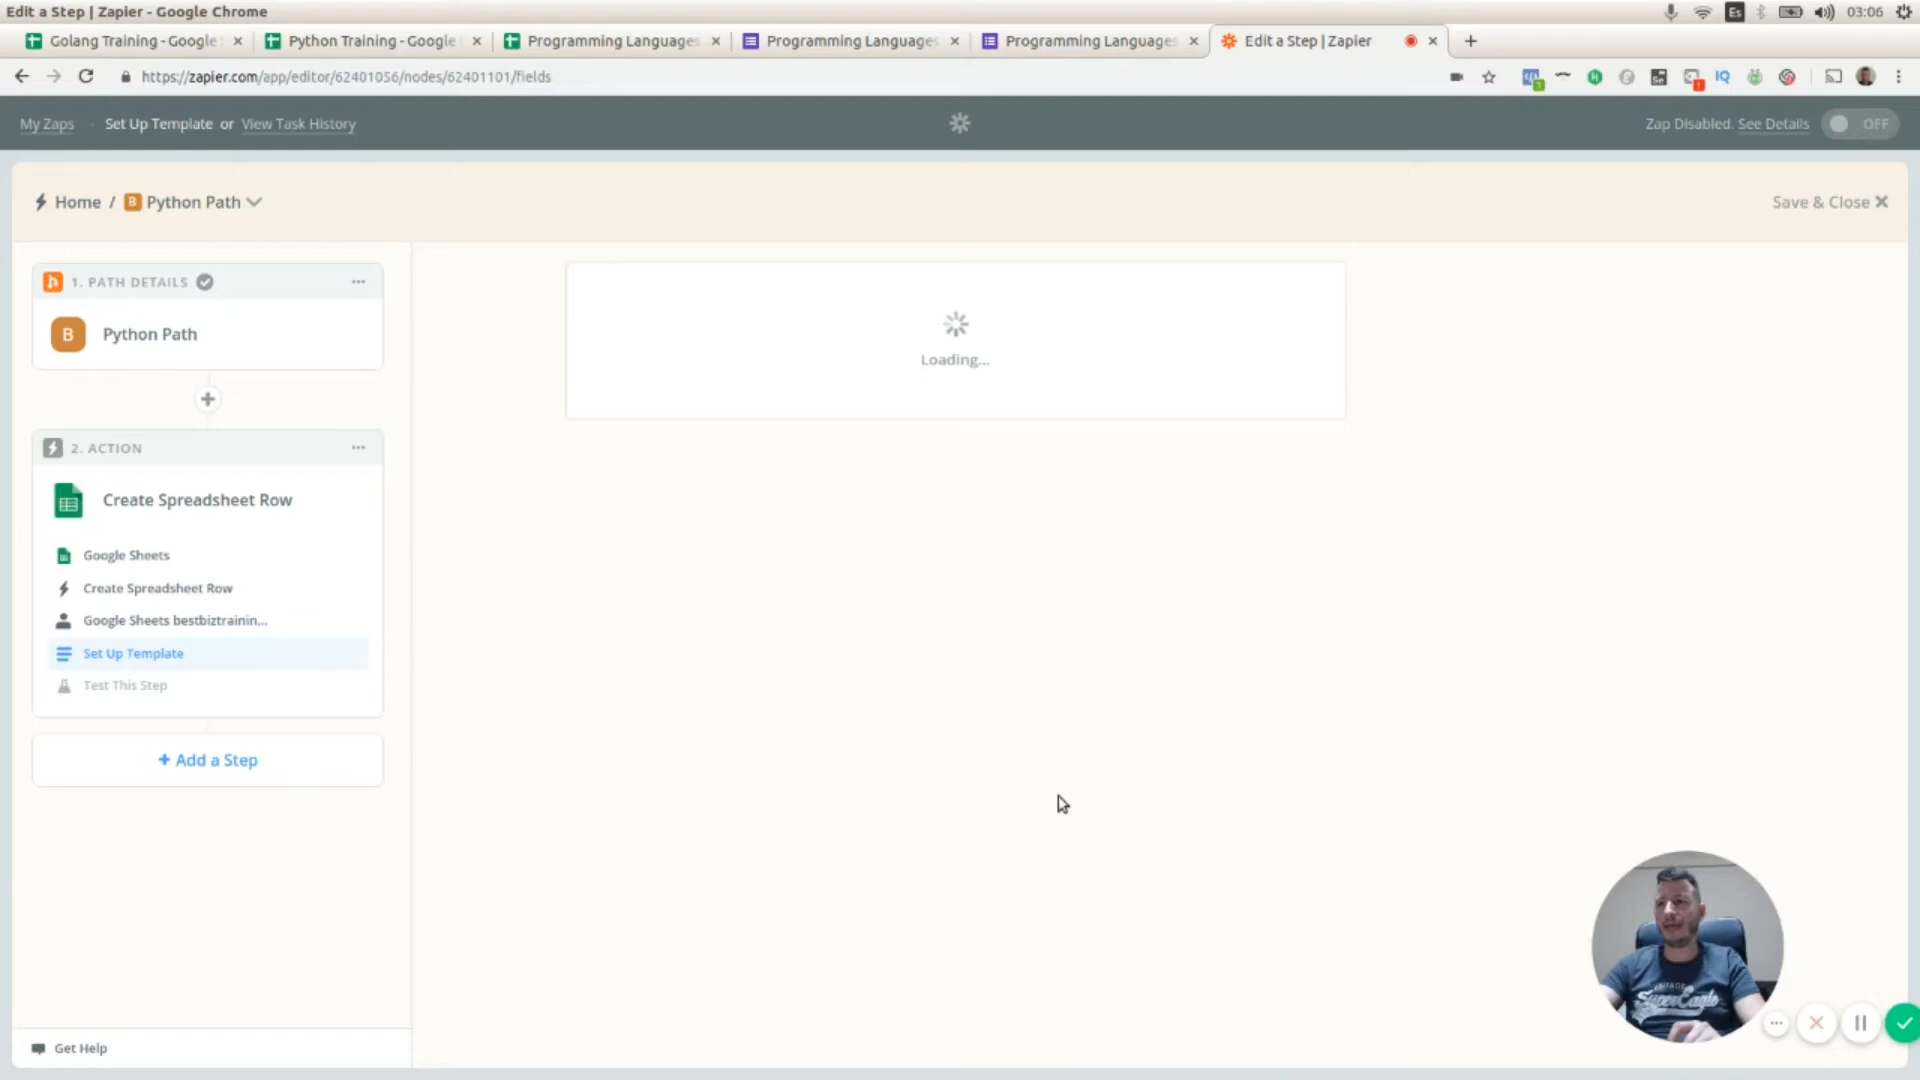 Edit a Step | Zapier - Google Chrome
Es
03:06
Golang Training - Google
Python Training - Google
Programming Languages
Programming Languages
Programming Languages
Edit a Step | Zapier
https://zapier.com/app/editor/62401056/nodes/62401101/fields
IQ
My Zaps
Set Up Template or View Task History
Zap Disabled. See Details
OFF
Home / B Python Path
Save & Close
1. PATH DETAILS
B Python Path
Loading...
2. ACTION
Create Spreadsheet Row
Google Sheets
Create Spreadsheet Row
Google Sheets bestbiztrainin...
Set Up Template
Test This Step
+ Add a Step
SuperEagle
Get Help